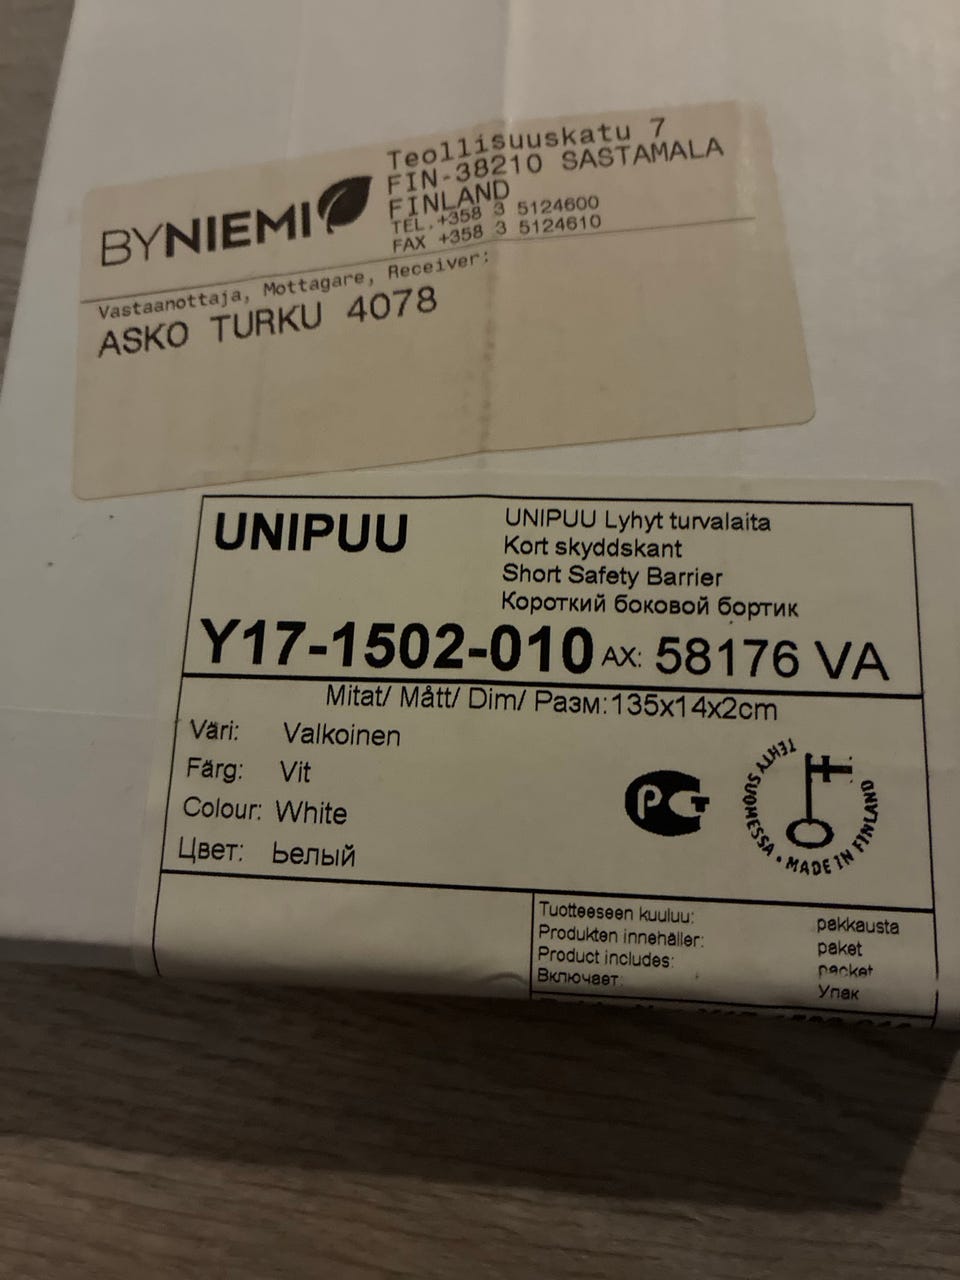 BYNIEMI
Teollisuuskatu 7
FIN-38210 SASTAMALA
FINLAND
TEL.+358 3 5124600
FAX +358 3 5124610
Vastaanottaja, Mottagare, Receiver:
ASKO TURKU 4078
UNIPUU
UNIPUU Lyhyt turvalaita
Kort skyddskant
Short Safety Barrier
Короткий боковой бортик
Y17-1502-010 AX: 58176 VA
Mitat/ Mått/ Dim/ Разм:135x14x2cm
Väri: Valkoinen
Färg: Vit
Colour: White
Цвет: Ьелый
РСТ
TEHTY SUOMESSA • MADE IN FINLAND
Tuotteeseen kuuluu: pakkausta
Produkten innehåller: paket
Product includes: packet
Включает: Упак